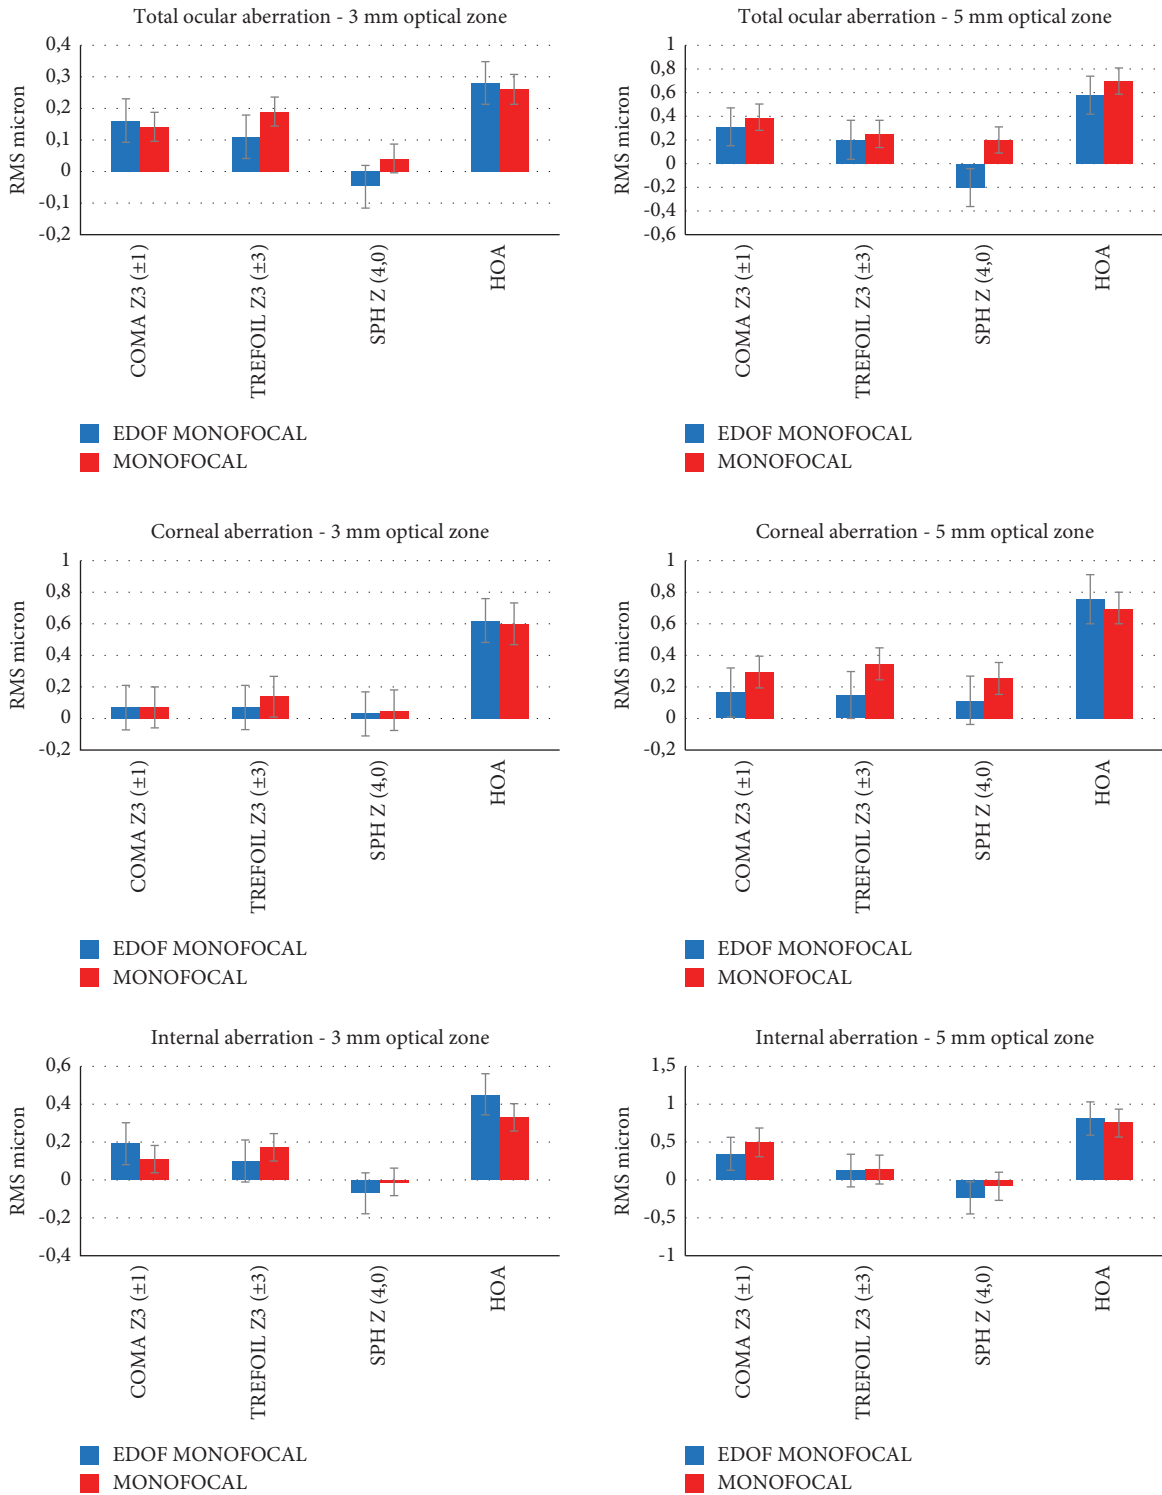 Total ocular aberration - 3 mm optical zone
0,4
0,3
0,2
0,1
0
-0,1
-0,2
RMS micron
COMA Z3 (±1)
TREFOIL Z3 (±3)
SPH Z (4,0)
HOA
EDOF MONOFOCAL
MONOFOCAL
Total ocular aberration - 5 mm optical zone
1
0,8
0,6
0,4
0,2
0
-0,2
-0,4
-0,6
RMS micron
COMA Z3 (±1)
TREFOIL Z3 (±3)
SPH Z (4,0)
HOA
EDOF MONOFOCAL
MONOFOCAL
Corneal aberration - 3 mm optical zone
1
0,8
0,6
0,4
0,2
0
-0,2
RMS micron
COMA Z3 (±1)
TREFOIL Z3 (±3)
SPH Z (4,0)
HOA
EDOF MONOFOCAL
MONOFOCAL
Corneal aberration - 5 mm optical zone
1
0,8
0,6
0,4
0,2
0
-0,2
RMS micron
COMA Z3 (±1)
TREFOIL Z3 (±3)
SPH Z (4,0)
HOA
EDOF MONOFOCAL
MONOFOCAL
Internal aberration - 3 mm optical zone
0,6
0,4
0,2
0
-0,2
-0,4
RMS micron
COMA Z3 (±1)
TREFOIL Z3 (±3)
SPH Z (4,0)
HOA
EDOF MONOFOCAL
MONOFOCAL
Internal aberration - 5 mm optical zone
1,5
1
0,5
0
-0,5
-1
RMS micron
COMA Z3 (±1)
TREFOIL Z3 (±3)
SPH Z (4,0)
HOA
EDOF MONOFOCAL
MONOFOCAL